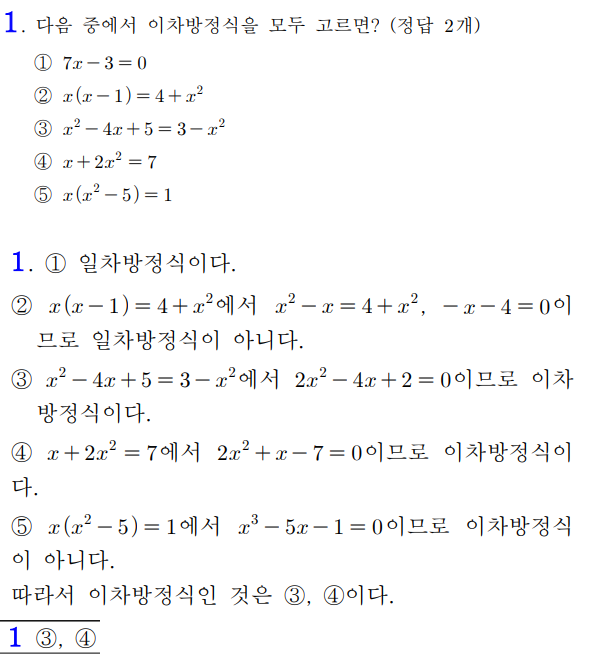 1. 다음 중에서 이차방정식을 모두 고르면? (정답 2개)
① 7x－3＝0
② x(x－1)＝4＋x²
③ x²－4x＋5＝3－x²
④ x＋2x²＝7
⑤ x(x²－5)＝1
1. ① 일차방정식이다.
② x(x－1)＝4＋x²에서 x²－x＝4＋x², －x－4＝0이
므로 일차방정식이 아니다.
③ x²－4x＋5＝3－x²에서 2x²－4x＋2＝0이므로 이차
방정식이다.
④ x＋2x²＝7에서 2x²＋x－7＝0이므로 이차방정식이
다.
⑤ x(x²－5)＝1에서 x³－5x－1＝0이므로 이차방정식
이 아니다.
따라서 이차방정식인 것은 ③, ④이다.
1 ③, ④